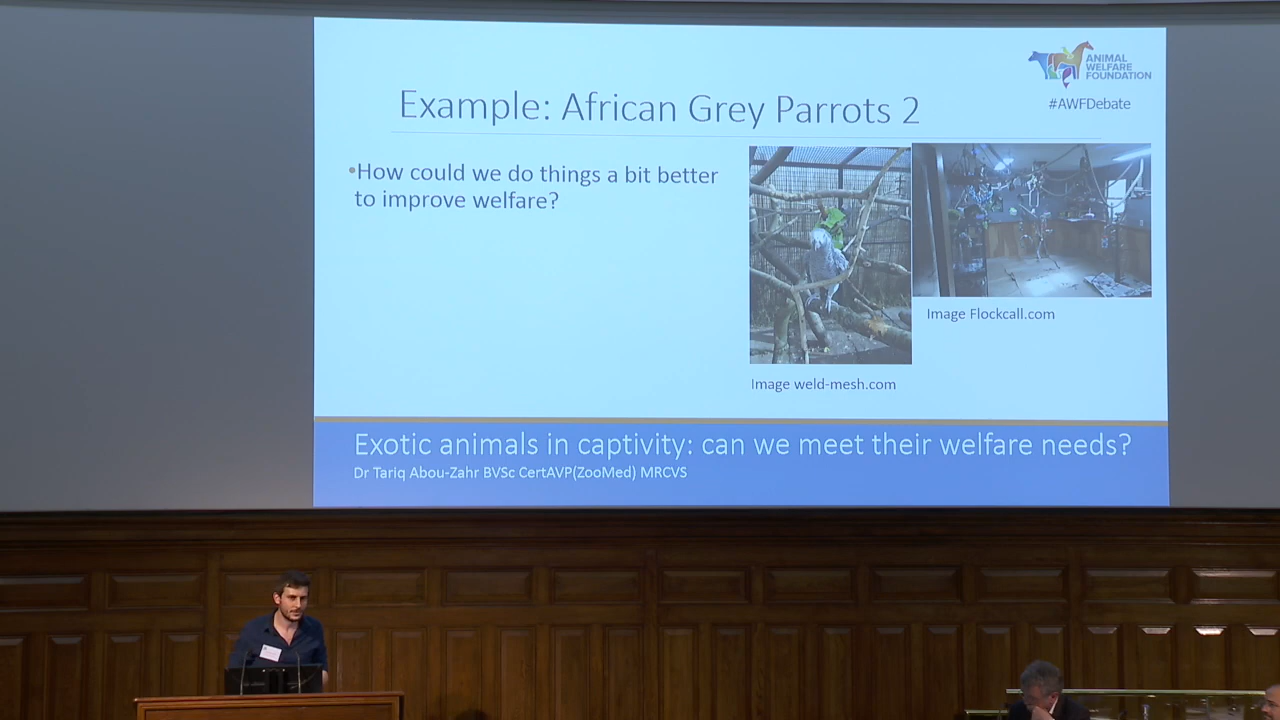 ANIMAL
WELFARE
FOUNDATION
#AWFDebate
Example: African Grey Parrots 2
•How could we do things a bit better
to improve welfare?
Image Flockcall.com
Image weld-mesh.com
Exotic animals in captivity: can we meet their welfare needs?
Dr Tariq Abou-Zahr BVSc CertAVP(ZooMed) MRCVS